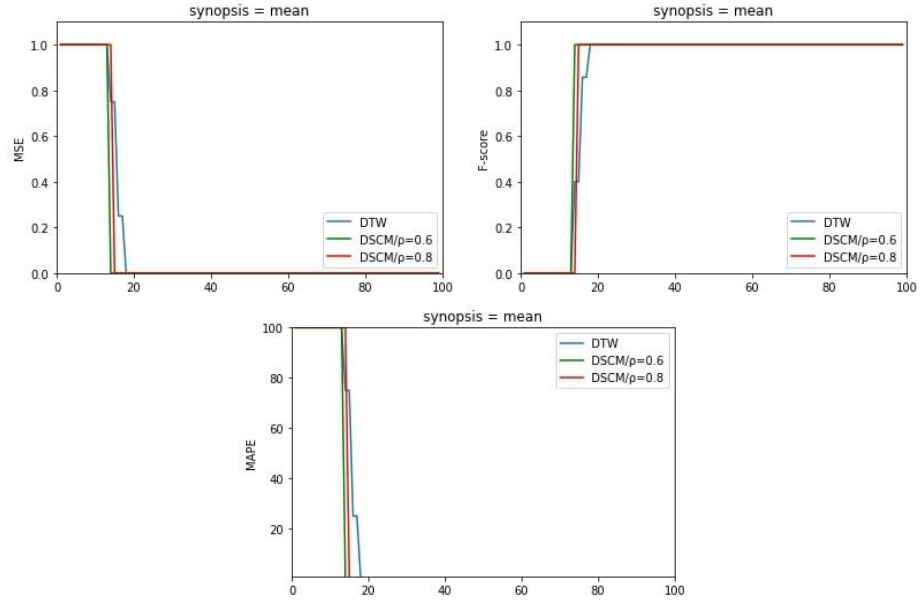 synopsis = mean
MSE
1.0
0.8
0.6
0.4
0.2
0.0
0 20 40 60 80 100
DTW
DSCM/ρ=0.6
DSCM/ρ=0.8
synopsis = mean
F-score
1.0
0.8
0.6
0.4
0.2
0.0
0 20 40 60 80 100
DTW
DSCM/ρ=0.6
DSCM/ρ=0.8
synopsis = mean
MAPE
100
80
60
40
20
0 20 40 60 80 100
DTW
DSCM/ρ=0.6
DSCM/ρ=0.8